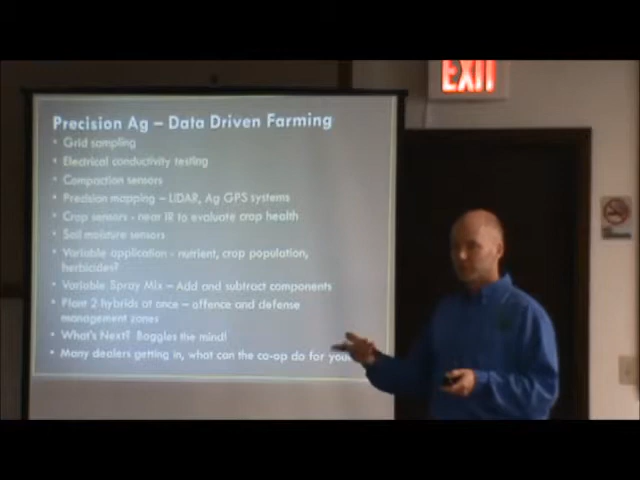 EXIT
Precision Ag – Data Driven Farming
• Grid sampling
• Electrical conductivity testing
• Compaction sensors
• Precision mapping – LIDAR, Ag GPS systems
• Crop sensors - near IR to evaluate crop health
• Soil moisture sensors
• Variable application - nutrient, crop population,
herbicides?
• Variable Spray Mix – Add and subtract components
• Plant 2 hybrids at once – offence and defense
management zones
• What's Next? Boggles the mind!
• Many dealers getting in, what can the co-op do for you